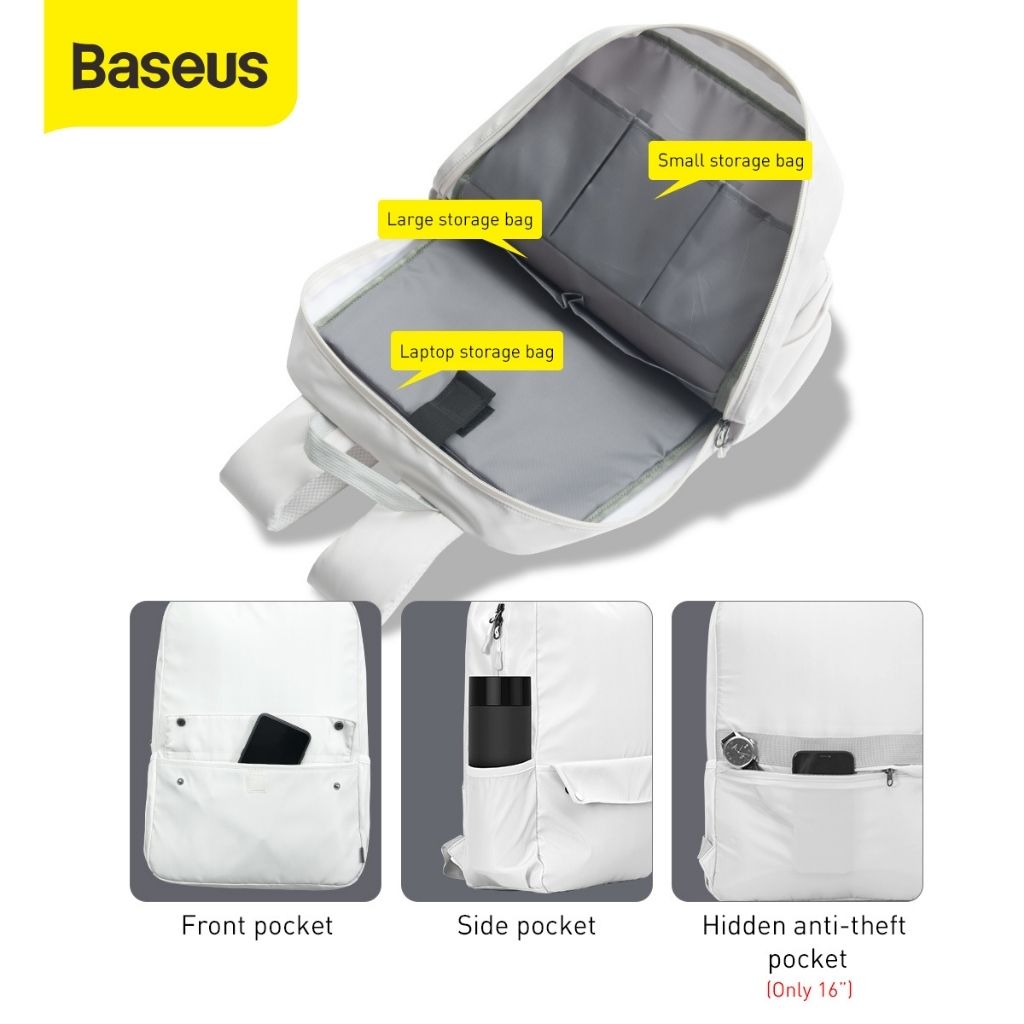 Baseus
Small storage bag
Large storage bag
Laptop storage bag
Front pocket
Side pocket
Hidden anti-theft
pocket
(Only 16”)